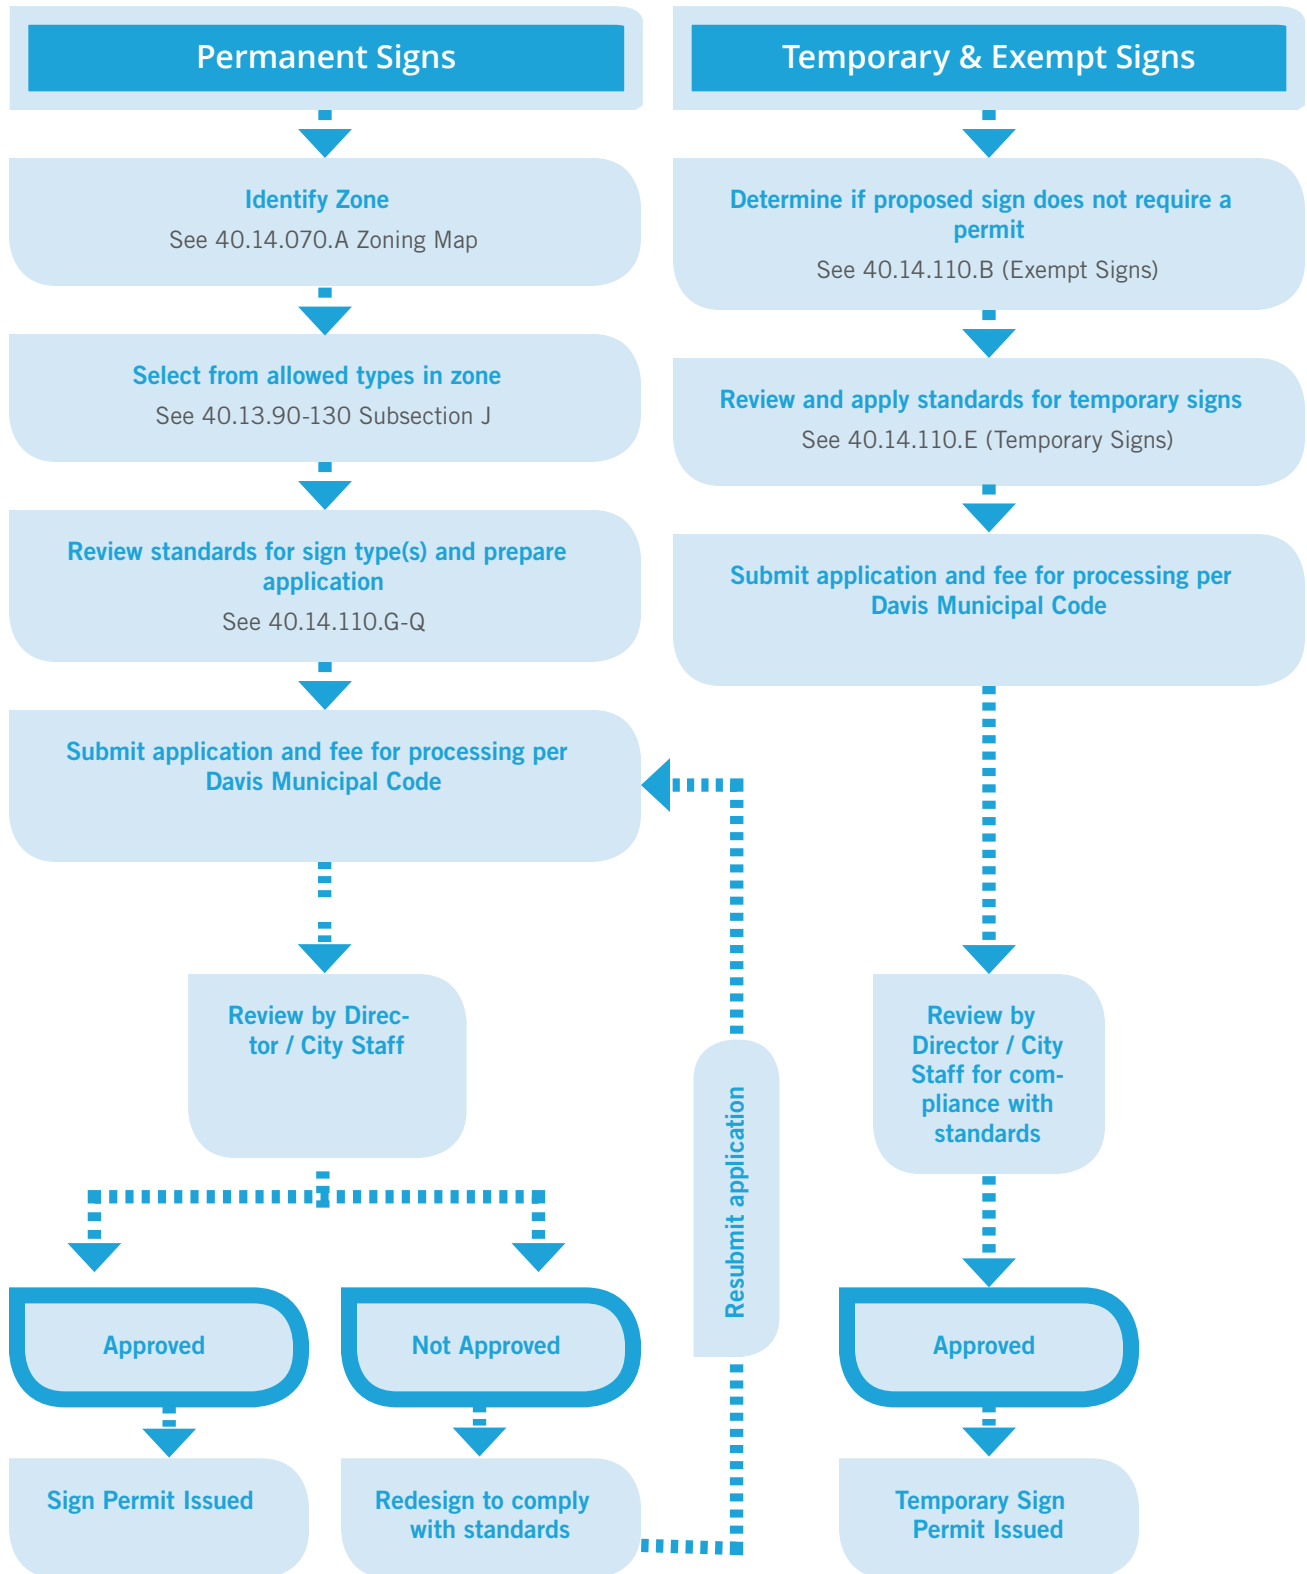 Permanent Signs
Identify Zone
See 40.14.070.A Zoning Map
Select from allowed types in zone
See 40.13.90-130 Subsection J
Review standards for sign type(s) and prepare
application
See 40.14.110.G-Q
Submit application and fee for processing per
Davis Municipal Code
Review by Direc-
tor / City Staff
Approved
Sign Permit Issued
Not Approved
Redesign to comply
with standards
Resubmit application
Temporary & Exempt Signs
Determine if proposed sign does not require a
permit
See 40.14.110.B (Exempt Signs)
Review and apply standards for temporary signs
See 40.14.110.E (Temporary Signs)
Submit application and fee for processing per
Davis Municipal Code
Review by
Director / City
Staff for com-
pliance with
standards
Approved
Temporary Sign
Permit Issued